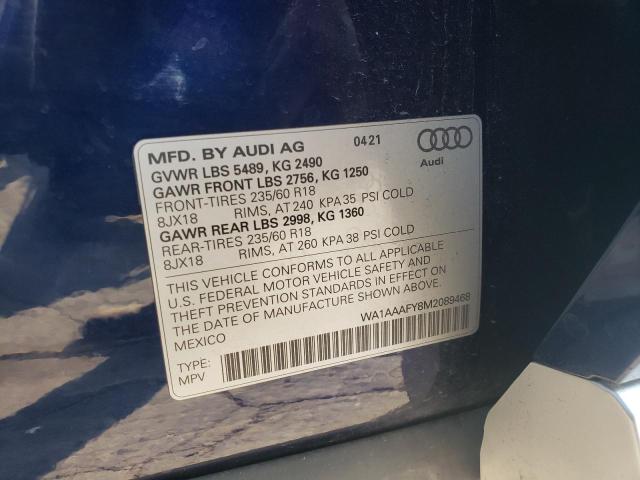 MFD. BY AUDI AG 04 21
GVWR LBS 5489, KG 2490
GAWR FRONT LBS 2756, KG 1250
FRONT-TIRES 235/60 R18
8JX18 RIMS, AT 240 KPA 35 PSI COLD
GAWR REAR LBS 2998, KG 1360
REAR-TIRES 235/60 R18
8JX18 RIMS, AT 260 KPA 38 PSI COLD
THIS VEHICLE CONFORMS TO ALL APPLICABLE
U.S. FEDERAL MOTOR VEHICLE SAFETY AND
THEFT PREVENTION STANDARDS IN EFFECT ON
THE DATE OF MANUFACTURE SHOWN ABOVE.
MEXICO
WA1AAAFY8M2089468
TYPE:
MPV
Audi